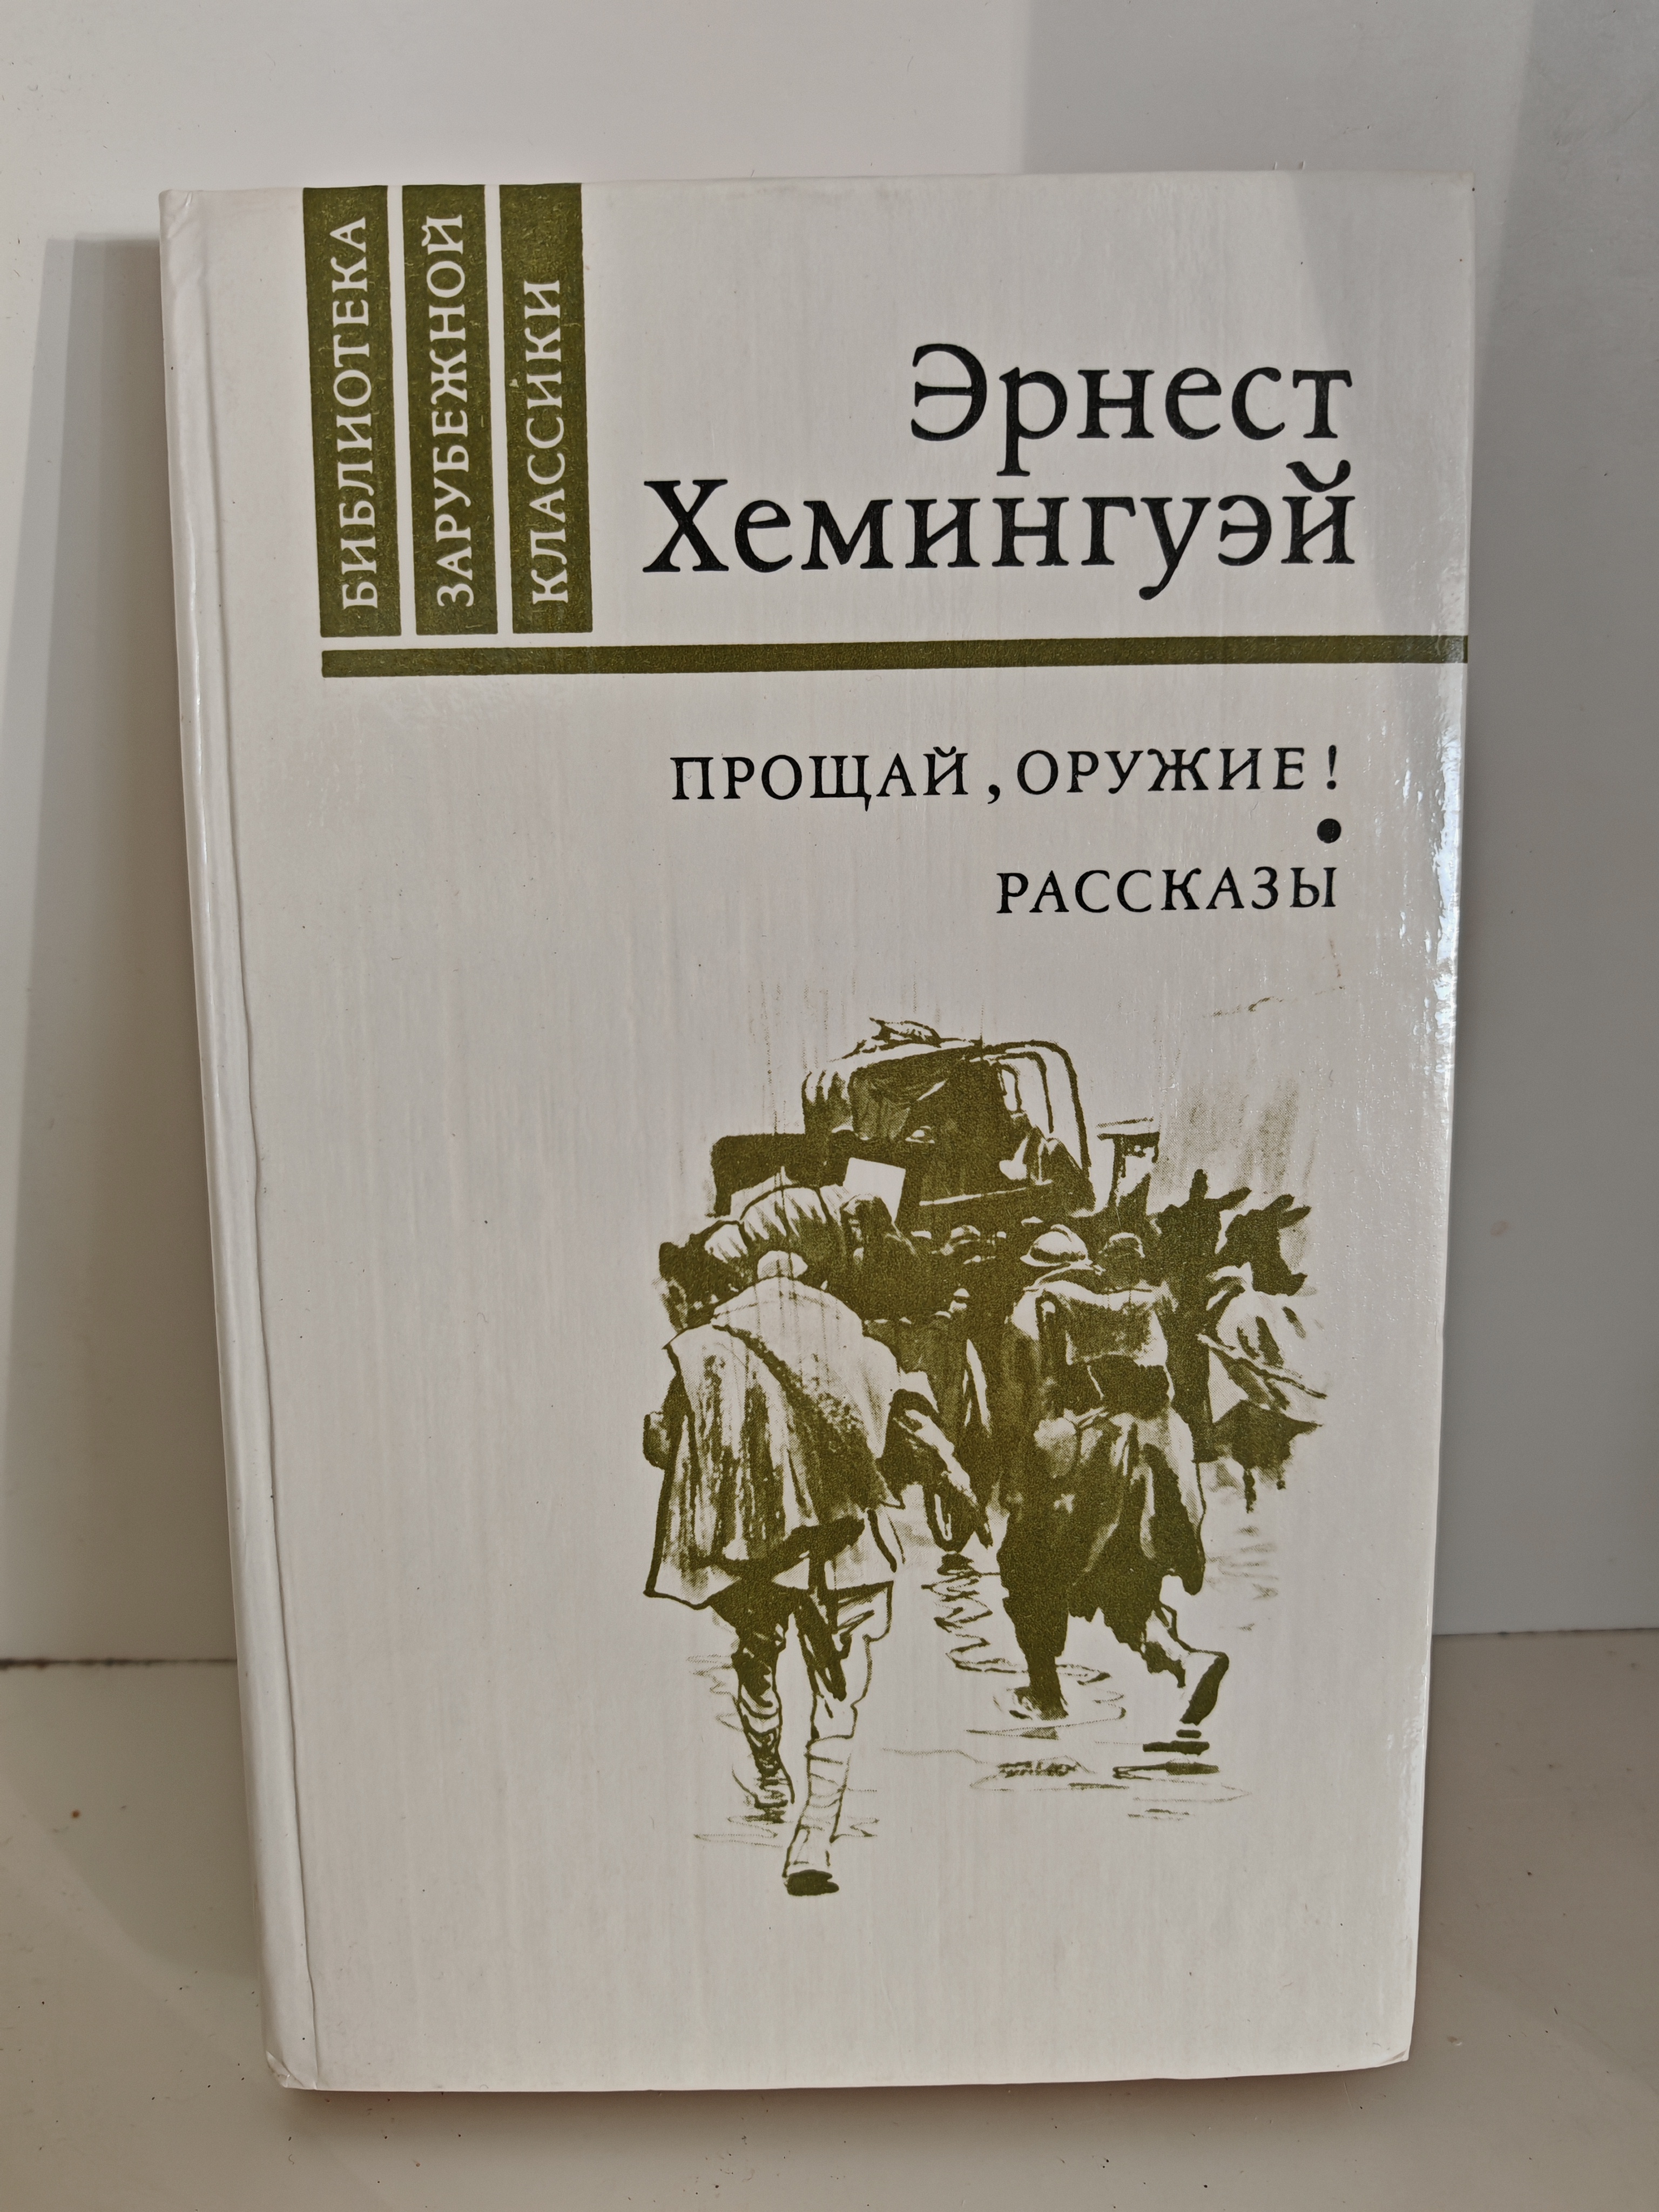 БИБЛИОТЕКА
ЗАРУБЕЖНОЙ
КЛАССИКИ
Эрнест
Хемингуэй
ПРОЩАЙ, ОРУЖИЕ!
•
РАССКАЗЫ